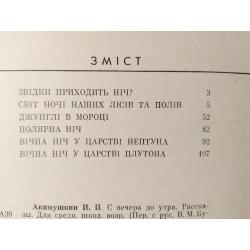 ЗМІСТ
ЗВІДКИ ПРИХОДИТЬ НІЧ? 3
СВІТ НОЧІ НАШИХ ЛІСІВ ТА ПОЛІВ 5
ДЖУНГЛІ В МОРОЦІ 52
ПОЛЯРНА НІЧ 82
ВІЧНА НІЧ У ЦАРСТВІ НЕПТУНА 92
ВІЧНА НІЧ У ЦАРСТВІ ПЛУТОНА 107
Акимушкин И. И. С вечера до утра. Расска-
А39 зы. Для средн. школ. возр. (Пер. с рус. В. М. Бу-